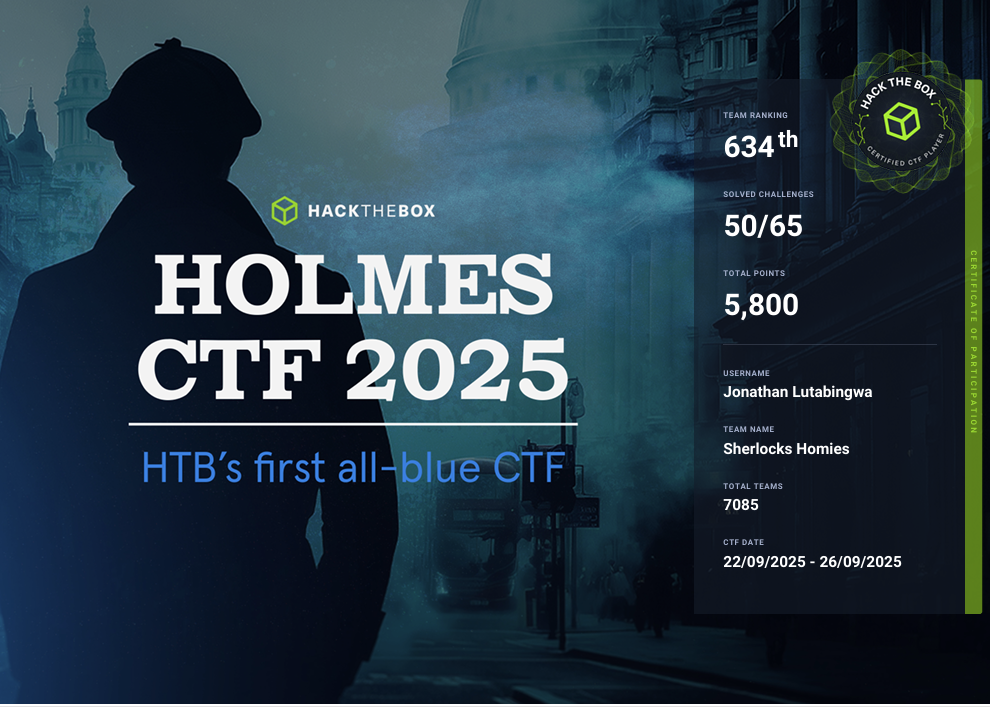 HACKTHEBOX
HOLMES
CTF 2025
HTB's first all-blue CTF
HACK THE BOX
CERTIFIED CTF PLAYER
TEAM RANKING
634th
SOLVED CHALLENGES
50/65
TOTAL POINTS
5,800
USERNAME
Jonathan Lutabingwa
TEAM NAME
Sherlocks Homies
TOTAL TEAMS
7085
CTF DATE
22/09/2025 - 26/09/2025
CERTIFICATE OF PARTICIPATION